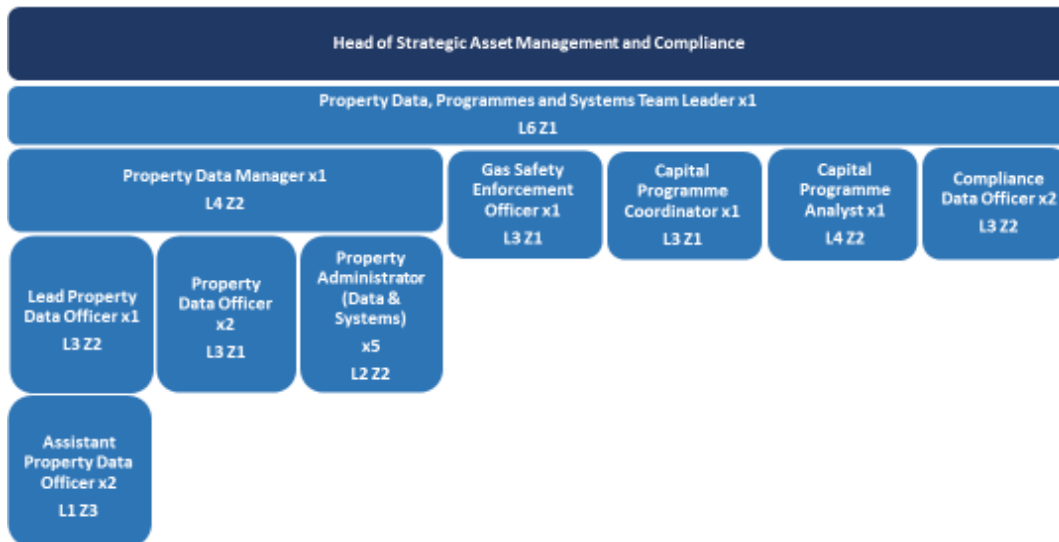 Head of Strategic Asset Management and Compliance
Property Data, Programmes and Systems Team Leader x1
L6 Z1
Property Data Manager x1
L4 Z2
Gas Safety
Enforcement
Officer x1
L3 Z1
Capital
Programme
Coordinator x1
L3 Z1
Capital
Programme
Analyst x1
L4 Z2
Compliance
Data Officer x2
L3 Z2
Lead Property
Data Officer x1
L3 Z2
Property
Data Officer
x2
L3 Z1
Property
Administrator
(Data &
Systems)
x5
L2 Z2
Assistant
Property Data
Officer x2
L1 Z3